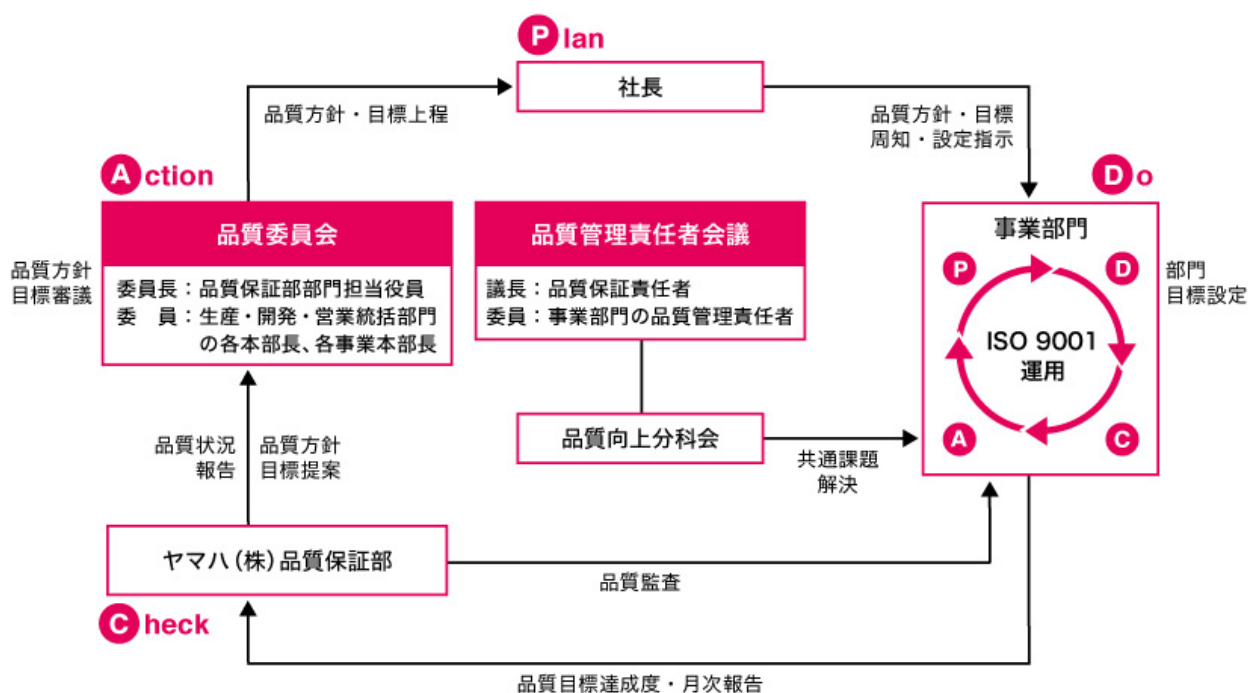 Plan
社長
品質方針・目標上程
品質方針・目標
周知・設定指示
Action
Do
品質委員会
委員長：品質保証部部門担当役員
委　員：生産・開発・営業統括部門
の各本部長、各事業本部長
品質方針
目標審議
品質管理責任者会議
議長：品質保証責任者
委員：事業部門の品質管理責任者
事業部門
P
D
ISO 9001
運用
A
C
部門
目標設定
品質向上分科会
共通課題
解決
品質状況
報告
品質方針
目標提案
ヤマハ（株）品質保証部
品質監査
Check
品質目標達成度・月次報告